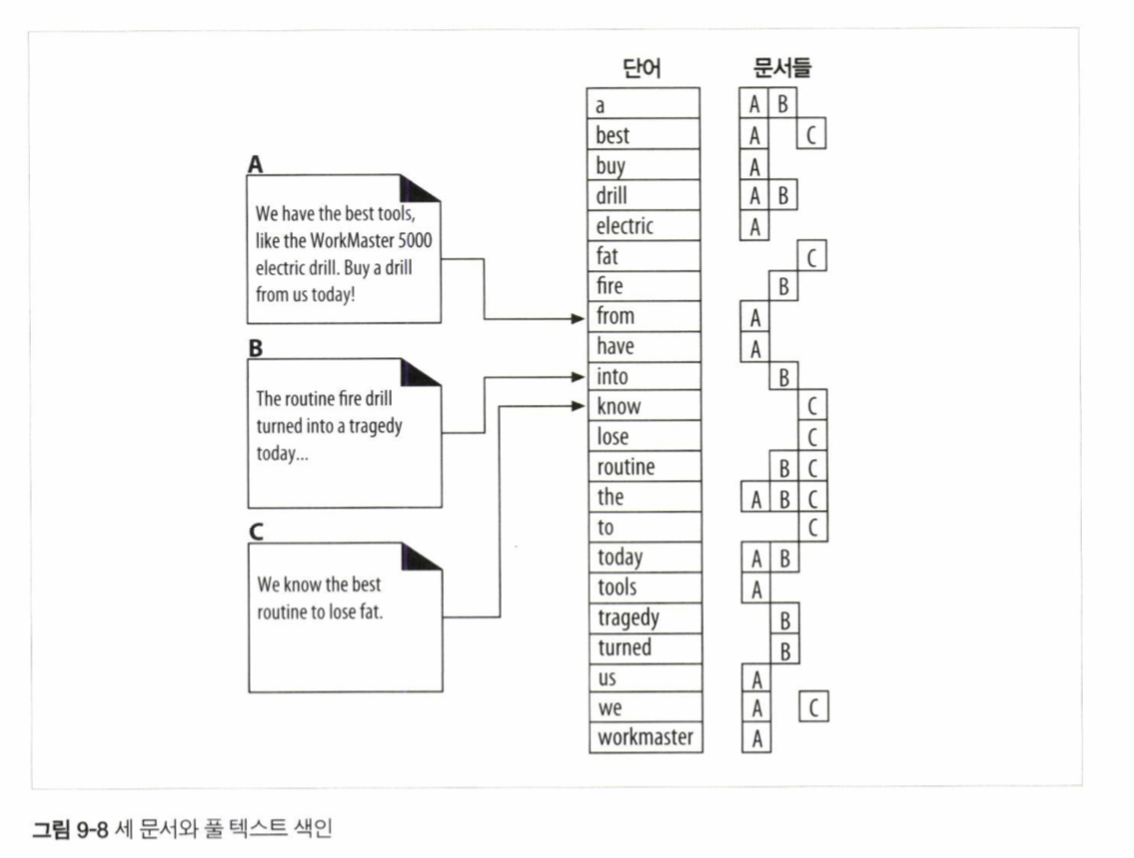 단어 문서들
a A B
best A C
buy A
drill A B
electric A
fat C
fire B
from A
have A
into B
know C
lose C
routine B C
the A B C
to C
today A B
tools A
tragedy B
turned B
us A
we A C
workmaster A
A
We have the best tools,
like the WorkMaster 5000
electric drill. Buy a drill
from us today!
B
The routine fire drill
turned into a tragedy
today...
C
We know the best
routine to lose fat.
그림 9-8 세 문서와 풀 텍스트 색인